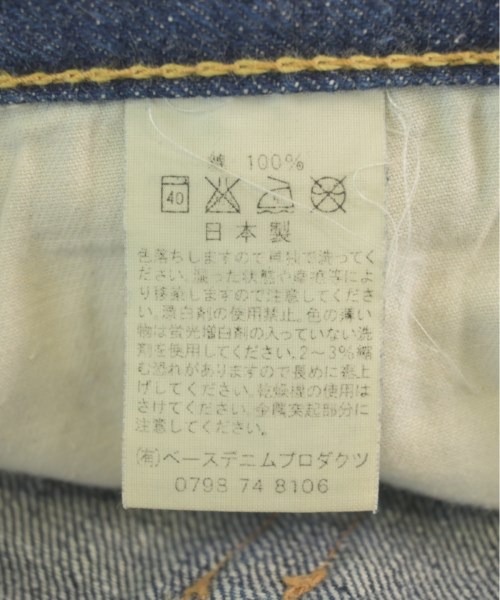 綿 100%
40
日本製
色落ちしますので単独で洗ってく
ださい。湿った状態や摩擦等によ
り移染しますので注意してくださ
い。漂白剤の使用禁止。色の薄い
物は蛍光増白剤の入っていない洗
剤を使用してください。2～3%縮
む恐れがありますので長めに裾上
げしてください。乾燥機の使用は
さけてください。金属突起部分に
注意してください。
(有)ベースデニムプロダクツ
0798 74 8106